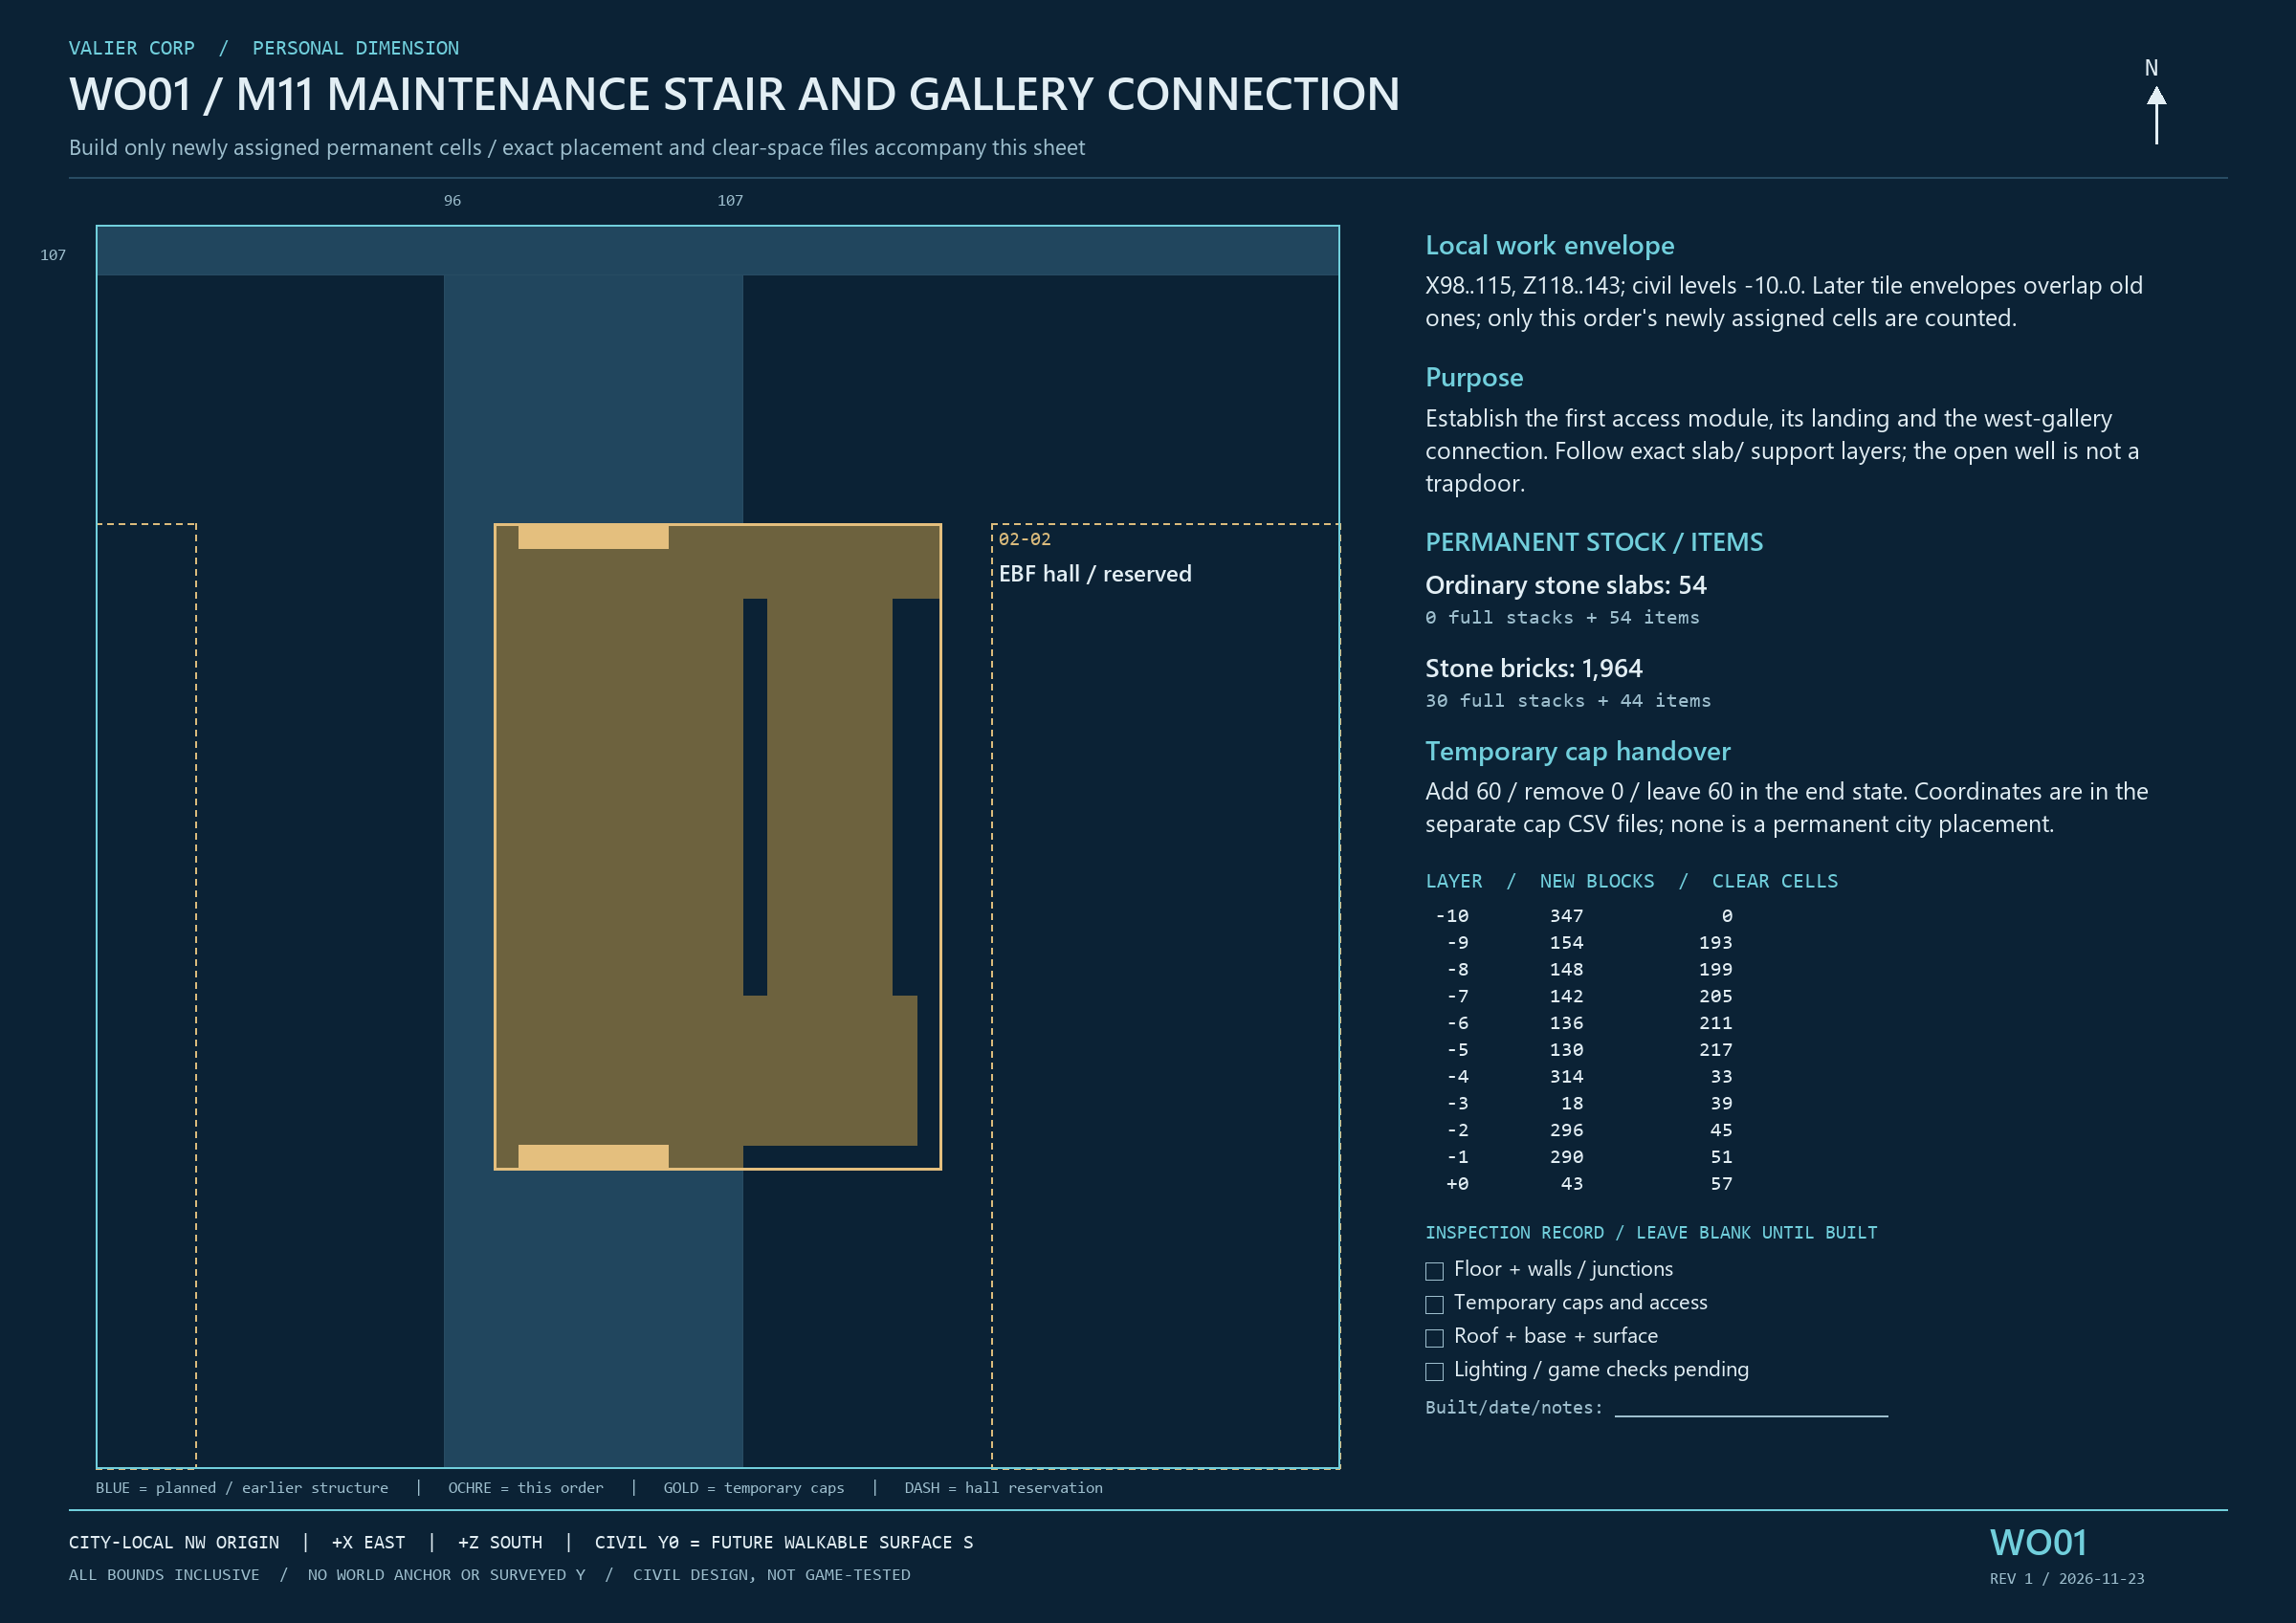 VALIER CORP / PERSONAL DIMENSION
WO01 / M11 MAINTENANCE STAIR AND GALLERY CONNECTION
Build only newly assigned permanent cells / exact placement and clear-space files accompany this sheet
N
96
107
107
02-02
EBF hall / reserved
Local work envelope
X98..115, Z118..143; civil levels -10..0. Later tile envelopes overlap old
ones; only this order's newly assigned cells are counted.
Purpose
Establish the first access module, its landing and the west-gallery
connection. Follow exact slab/ support layers; the open well is not a
trapdoor.
PERMANENT STOCK / ITEMS
Ordinary stone slabs: 54
0 full stacks + 54 items
Stone bricks: 1,964
30 full stacks + 44 items
Temporary cap handover
Add 60 / remove 0 / leave 60 in the end state. Coordinates are in the
separate cap CSV files; none is a permanent city placement.
LAYER / NEW BLOCKS / CLEAR CELLS
-10 347 0
-9 154 193
-8 148 199
-7 142 205
-6 136 211
-5 130 217
-4 314 33
-3 18 39
-2 296 45
-1 290 51
+0 43 57
INSPECTION RECORD / LEAVE BLANK UNTIL BUILT
Floor + walls / junctions
Temporary caps and access
Roof + base + surface
Lighting / game checks pending
Built/date/notes:
BLUE = planned / earlier structure | OCHRE = this order | GOLD = temporary caps | DASH = hall reservation
CITY-LOCAL NW ORIGIN | +X EAST | +Z SOUTH | CIVIL Y0 = FUTURE WALKABLE SURFACE S
ALL BOUNDS INCLUSIVE / NO WORLD ANCHOR OR SURVEYED Y / CIVIL DESIGN, NOT GAME-TESTED
WO01
REV 1 / 2026-11-23